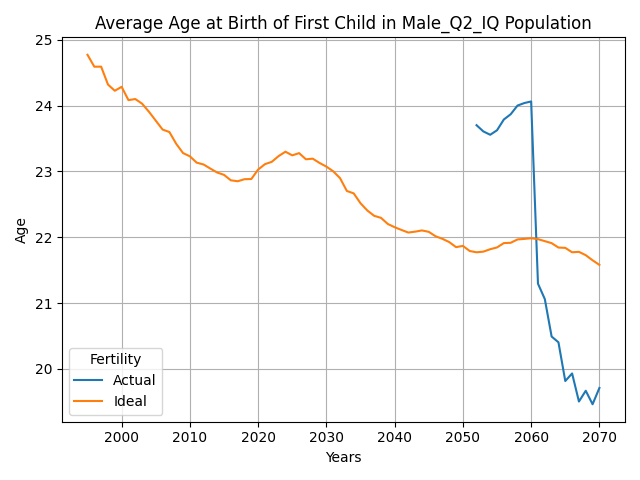 Average Age at Birth of First Child in Male_Q2_IQ Population
25
24
23
22
21
20
Age
Fertility
Actual
Ideal
2000 2010 2020 2030 2040 2050 2060 2070
Years